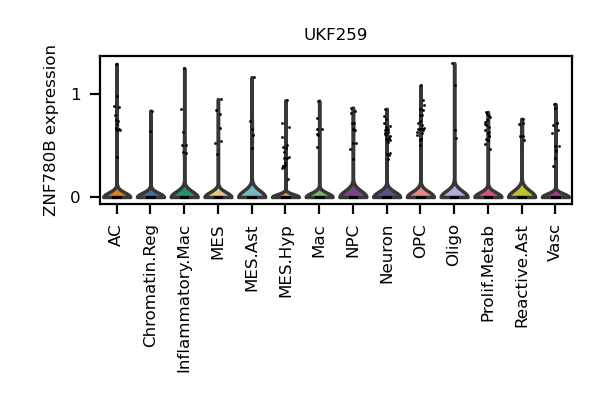 UKF259
ZNF780B expression
1
0
AC
Chromatin.Reg
Inflammatory.Mac
MES
MES.Ast
MES.Hyp
Mac
NPC
Neuron
OPC
Oligo
Prolif.Metab
Reactive.Ast
Vasc